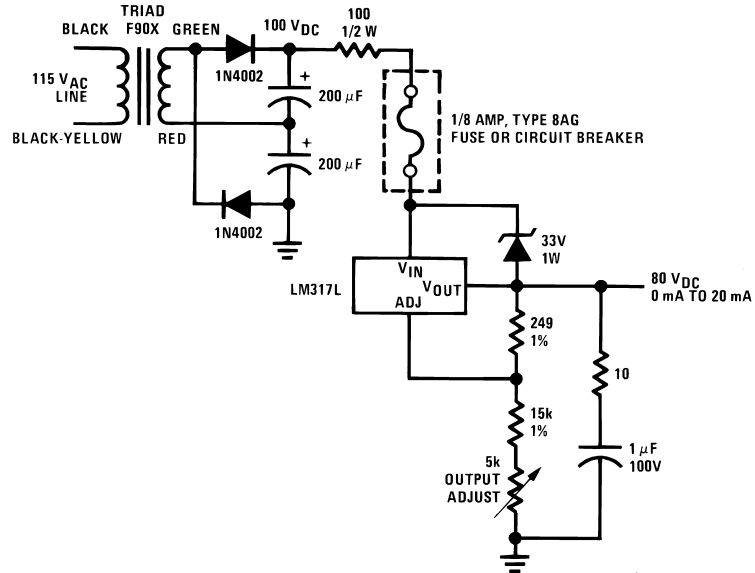 TRIAD
F90X
BLACK
GREEN
115 VAC
LINE
BLACK-YELLOW
RED
1N4002
100 VDC
100
1/2 W
+
200 μF
+
200 μF
1N4002
1/8 AMP, TYPE 8AG
FUSE OR CIRCUIT BREAKER
33V
1W
LM317L
VIN
VOUT
ADJ
80 VDC
0 mA TO 20 mA
249
1%
10
15k
1%
1 μF
100V
5k
OUTPUT
ADJUST